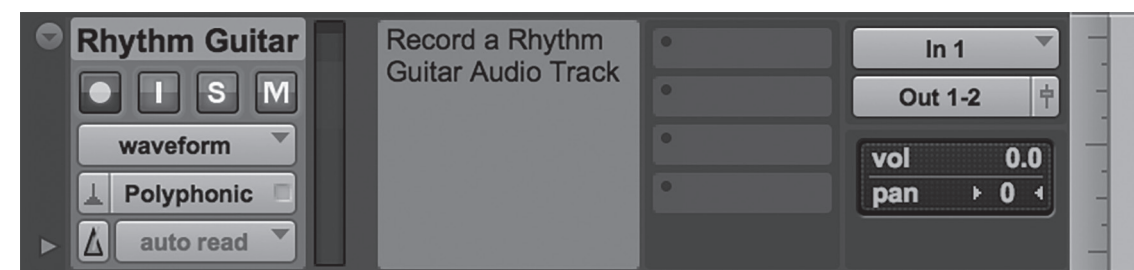 Rhythm Guitar
I S M
waveform
Polyphonic
auto read
Record a Rhythm
Guitar Audio Track
In 1
Out 1-2
vol 0.0
pan 0